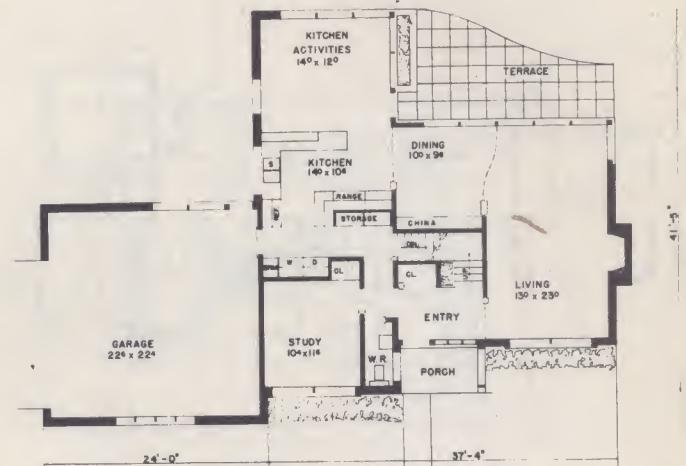 KITCHEN
ACTIVITIES
14⁰ x 12⁰
TERRACE
DINING
10⁰ x 9⁶
KITCHEN
14⁰ x 10⁶
S
RANGE
STORAGE
CHINA
W D
CL.
CL.
LIVING
13⁰ x 23⁰
41'-5"
ENTRY
GARAGE
22⁶ x 22⁴
STUDY
10⁴ x 11⁶
W.R.
PORCH
24'-0"
37'-4"